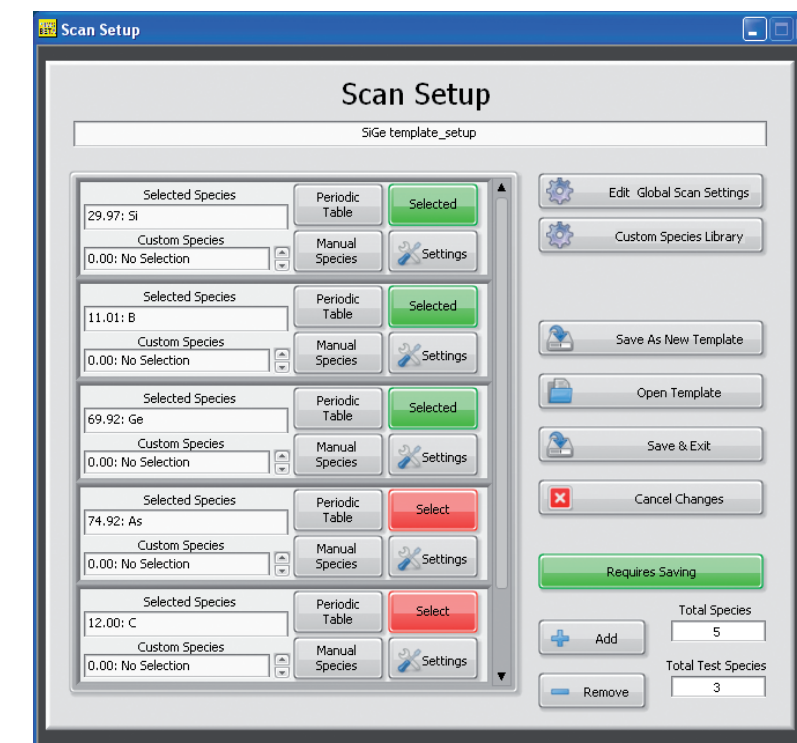 Scan Setup
Scan Setup
SiGe template_setup
Selected Species
29.97: Si
Periodic
Table
Selected
Custom Species
0.00: No Selection
Manual
Species
Settings
Selected Species
11.01: B
Periodic
Table
Selected
Custom Species
0.00: No Selection
Manual
Species
Settings
Selected Species
69.92: Ge
Periodic
Table
Selected
Custom Species
0.00: No Selection
Manual
Species
Settings
Selected Species
74.92: As
Periodic
Table
Select
Custom Species
0.00: No Selection
Manual
Species
Settings
Selected Species
12.00: C
Periodic
Table
Select
Custom Species
0.00: No Selection
Manual
Species
Settings
Edit Global Scan Settings
Custom Species Library
Save As New Template
Open Template
Save & Exit
Cancel Changes
Requires Saving
Add
Total Species
5
Remove
Total Test Species
3